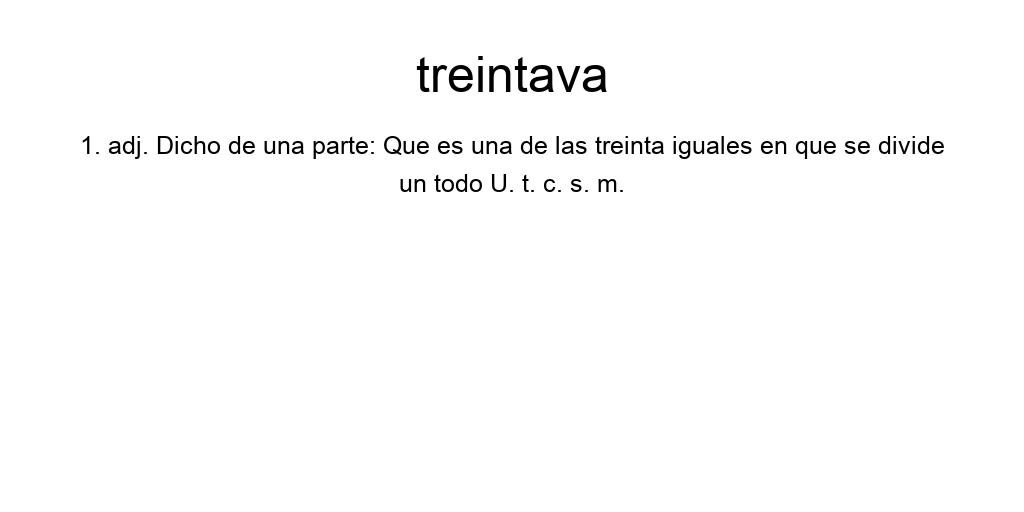 treintava
1. adj. Dicho de una parte: Que es una de las treinta iguales en que se divide
un todo U. t. c. s. m.